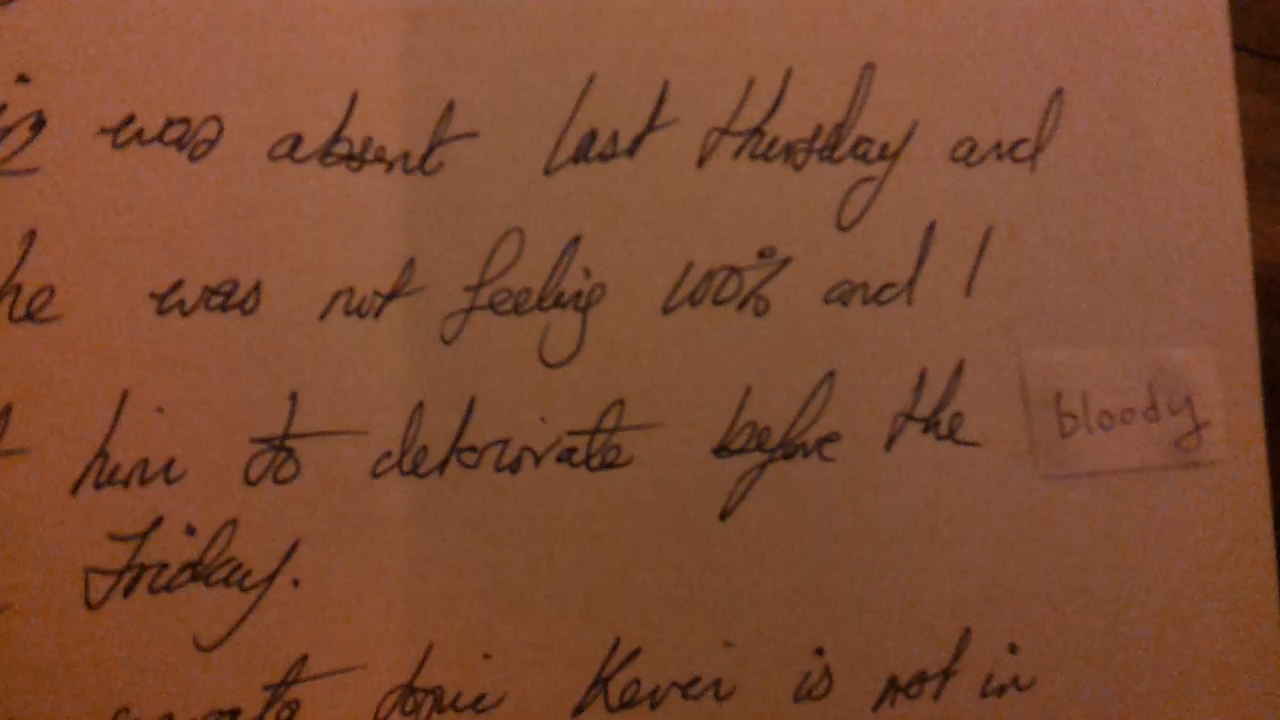 was absent last thursday and
he was not feeling 100% and I
him to deteriorate before the bloody
Friday.
topic Kevin is not in